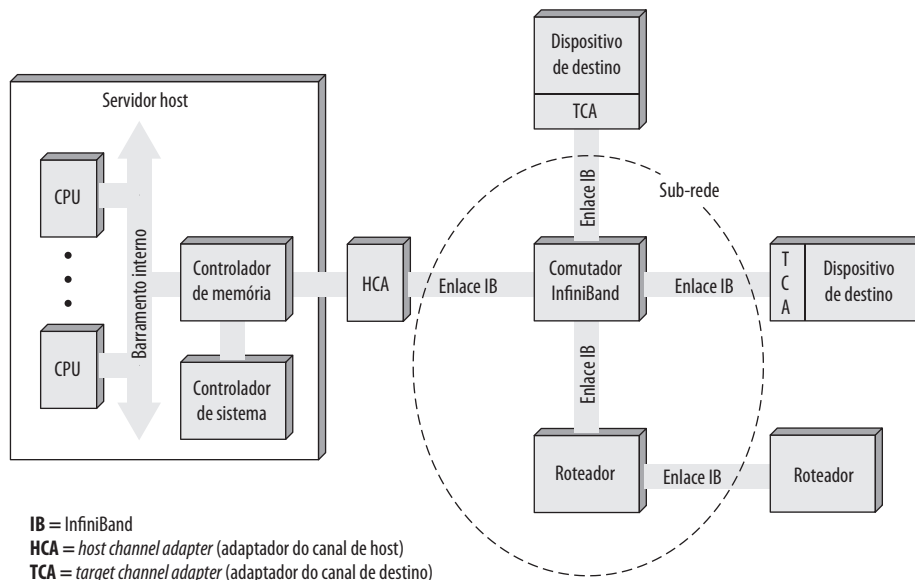 Servidor host
CPU
CPU
Barramento interno
Controlador
de memória
Controlador
de sistema
HCA
Enlace IB
Dispositivo
de destino
TCA
Enlace IB
Sub-rede
Comutador
InfiniBand
Enlace IB
T
C
A
Dispositivo
de destino
Enlace IB
Roteador
Enlace IB
Roteador
IB = InfiniBand
HCA = host channel adapter (adaptador do canal de host)
TCA = target channel adapter (adaptador do canal de destino)